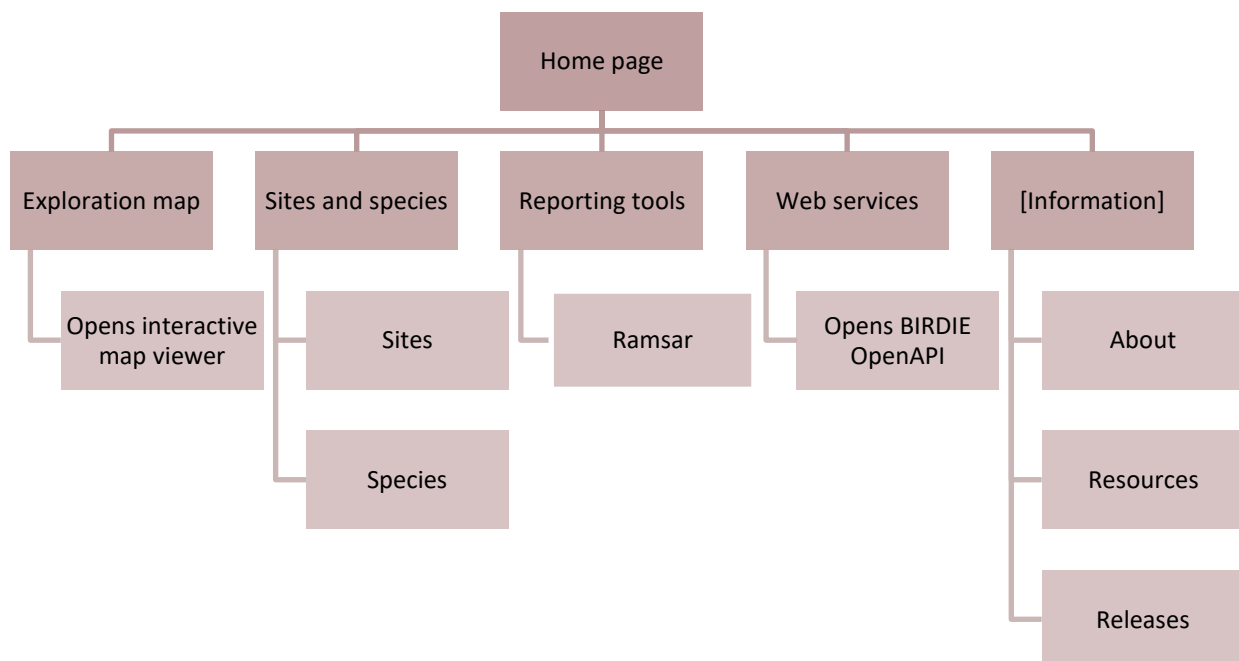 Home page
Exploration map
Sites and species
Reporting tools
Web services
[Information]
Opens interactive
map viewer
Sites
Ramsar
Opens BIRDIE
OpenAPI
About
Species
Resources
Releases